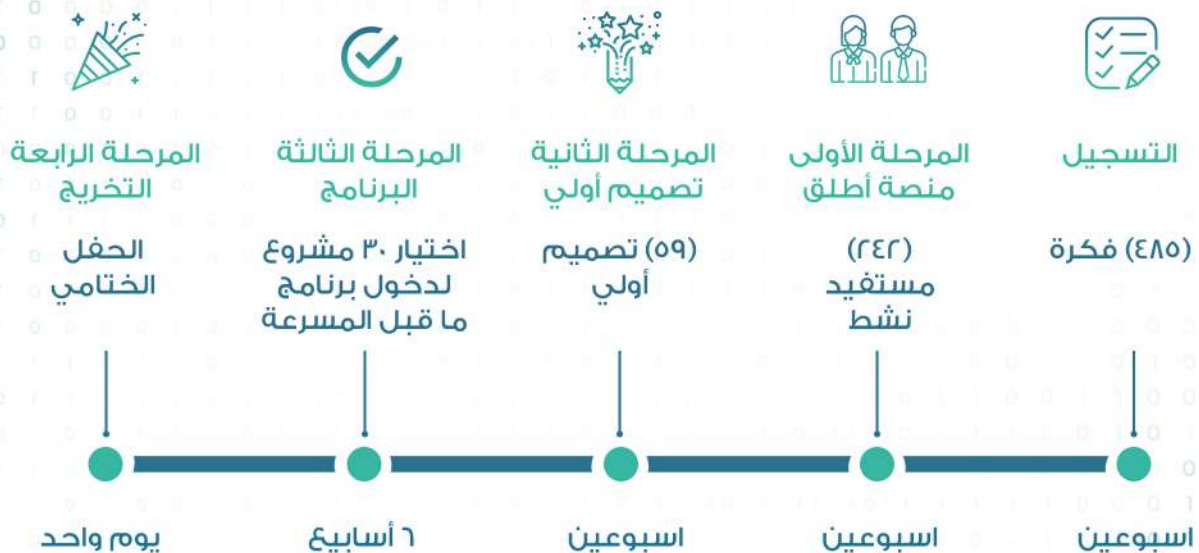 التسجيل
(٤٨٥) فكرة
اسبوعين
المرحلة الأولى
منصة أطلق
(٢٤٢)
مستفيد
نشط
اسبوعين
المرحلة الثانية
تصميم أولي
(٥٩) تصميم
أولي
اسبوعين
المرحلة الثالثة
البرنامج
اختيار ٣٠ مشروع
لدخول برنامج
ما قبل المسرعة
٦ أسابيع
المرحلة الرابعة
التخريج
الحفل
الختامي
يوم واحد